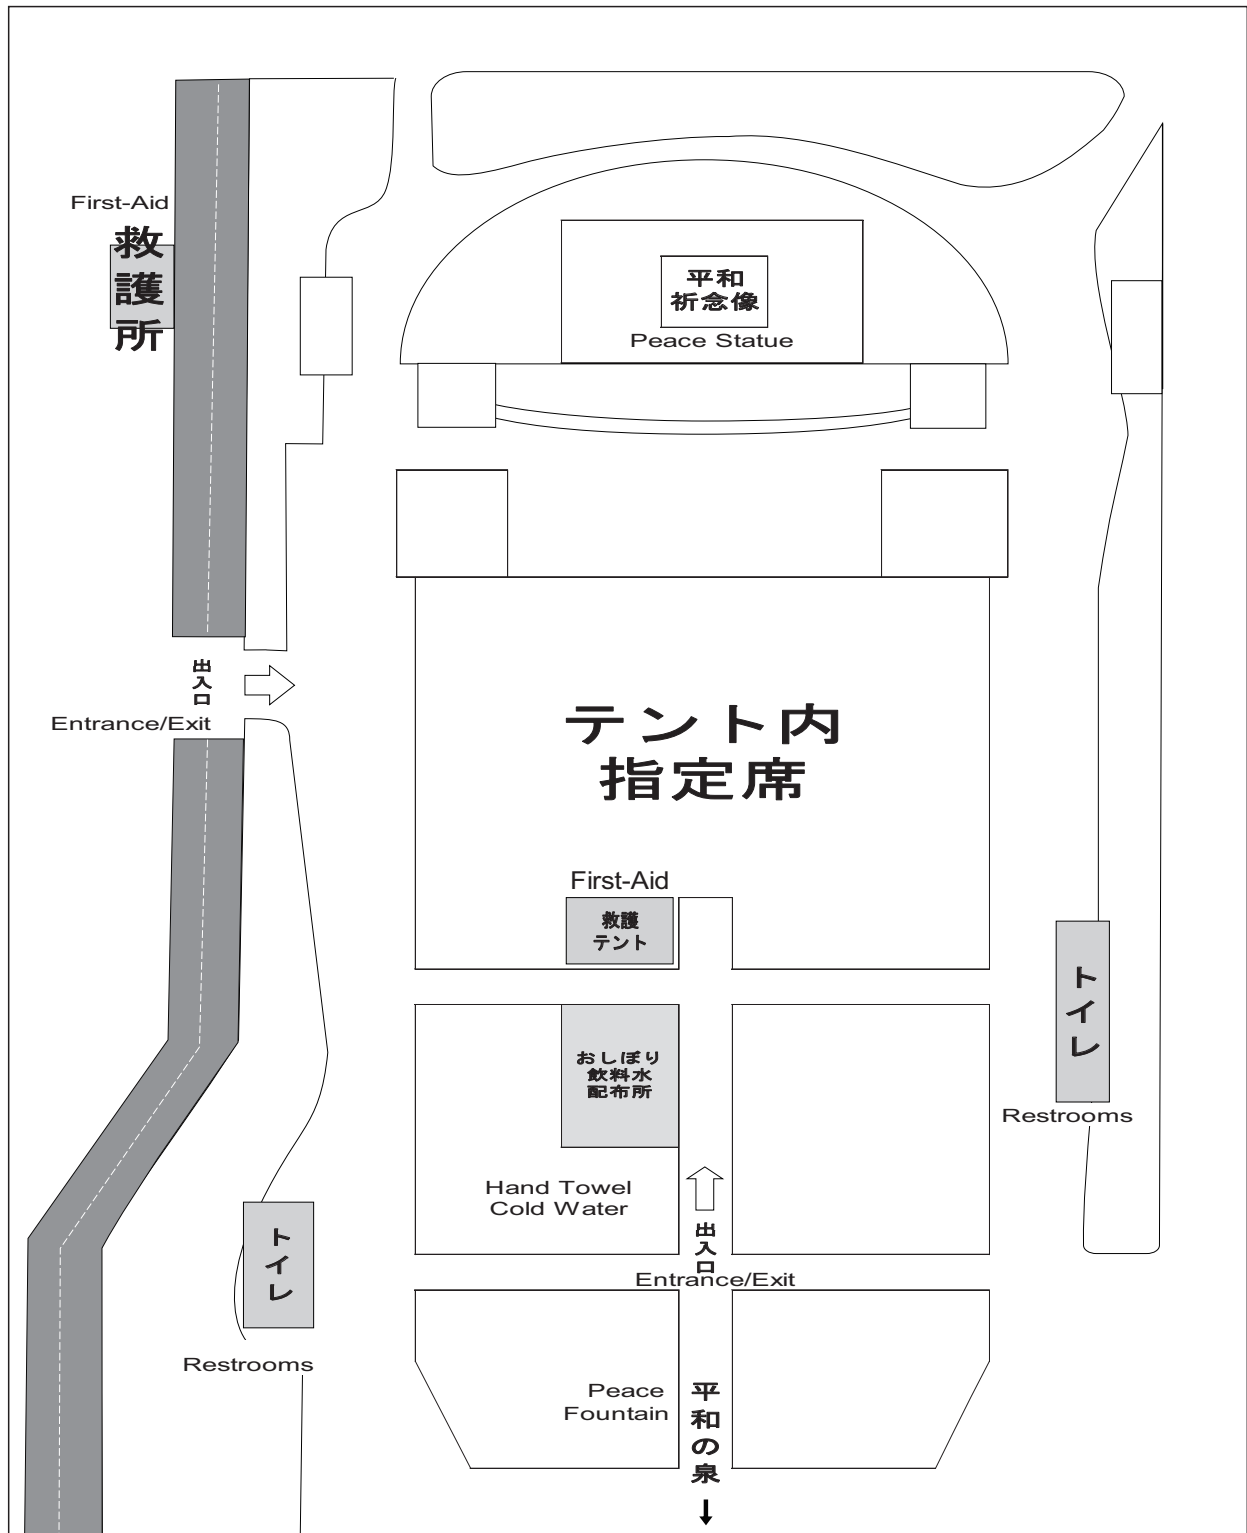 First-Aid
救護所
平和
祈念像
Peace Statue
出入口
Entrance/Exit
テント内
指定席
First-Aid
救護
テント
トイレ
Restrooms
おしぼり
飲料水
配布所
Hand Towel
Cold Water
出入口
Entrance/Exit
トイレ
Restrooms
Peace
Fountain
平和の泉